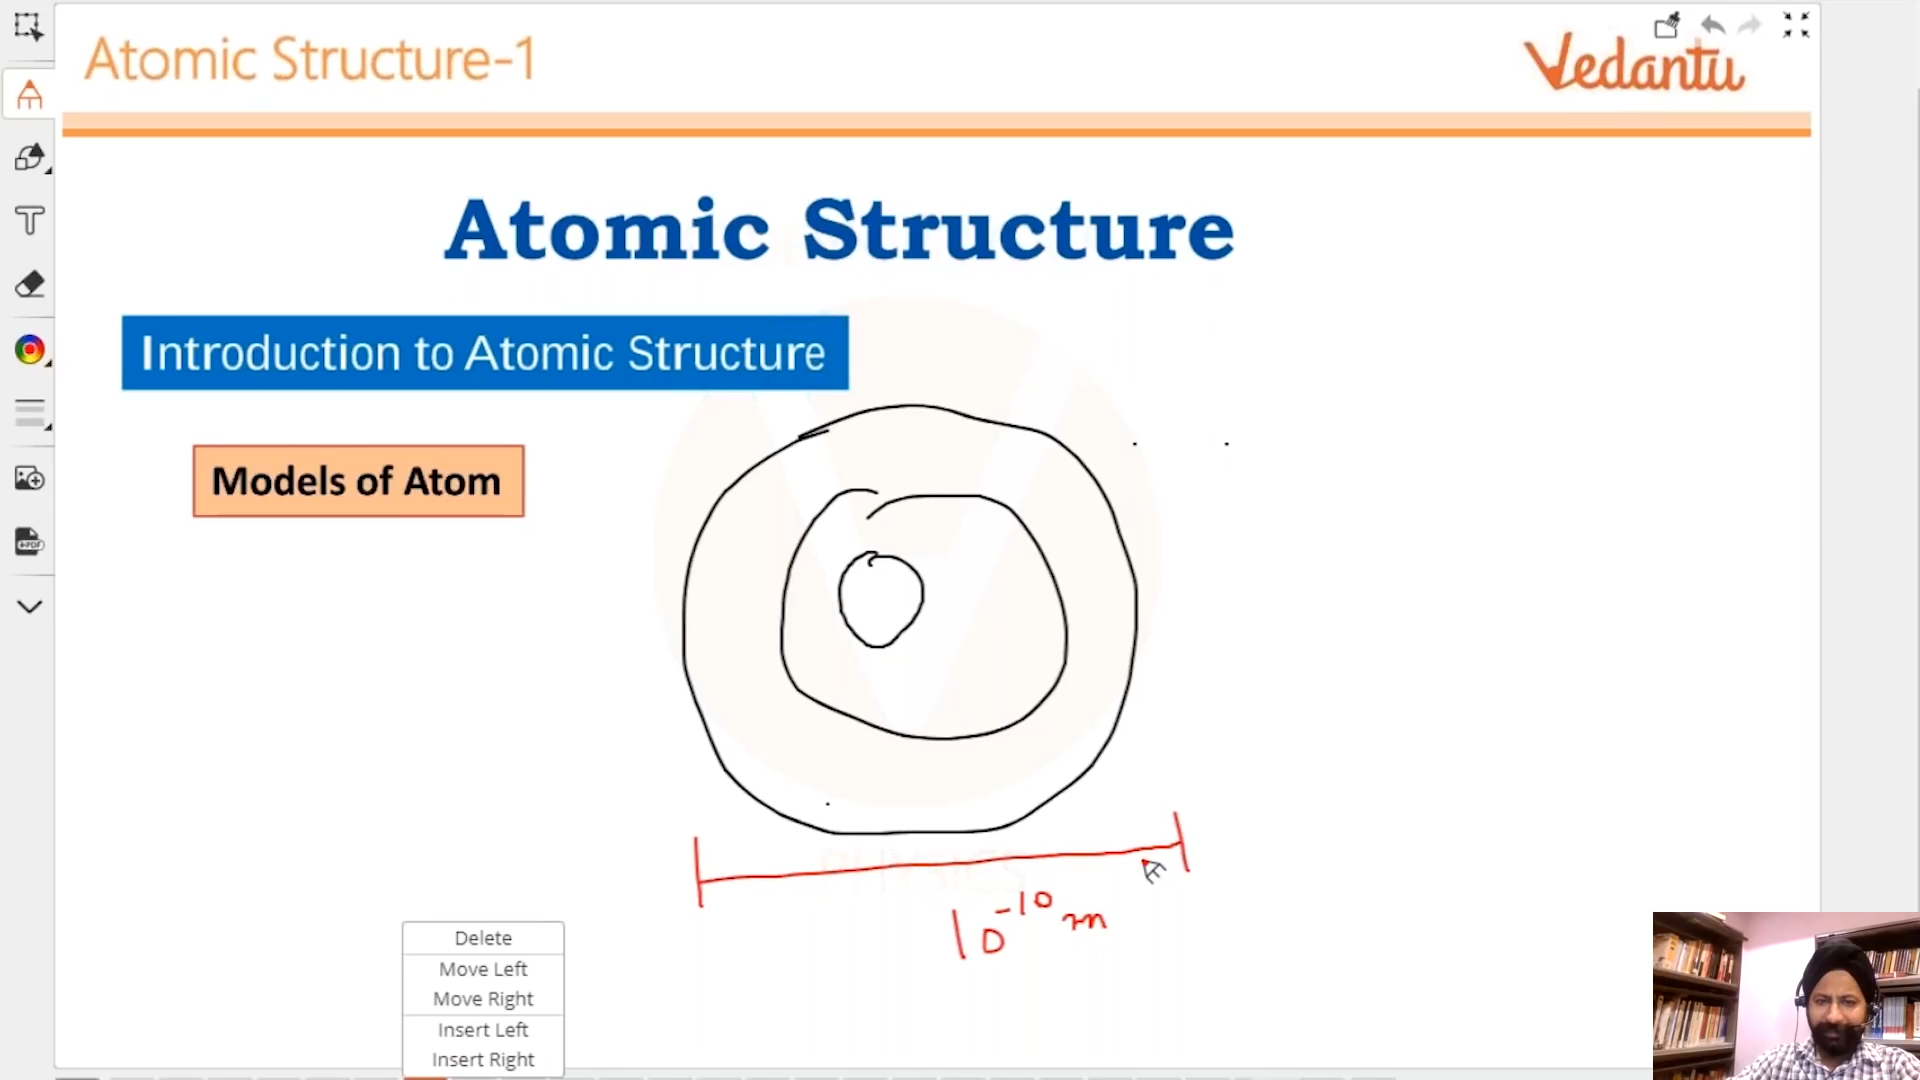 Atomic Structure-1
Vedantu
Atomic Structure
Introduction to Atomic Structure
Models of Atom
PHYSICS
10⁻¹⁰ m
Delete
Move Left
Move Right
Insert Left
Insert Right